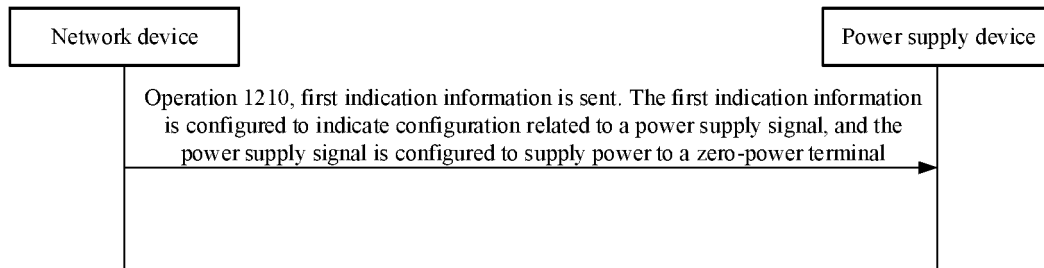 Network device
Power supply device
Operation 1210, first indication information is sent. The first indication information
is configured to indicate configuration related to a power supply signal, and the
power supply signal is configured to supply power to a zero-power terminal